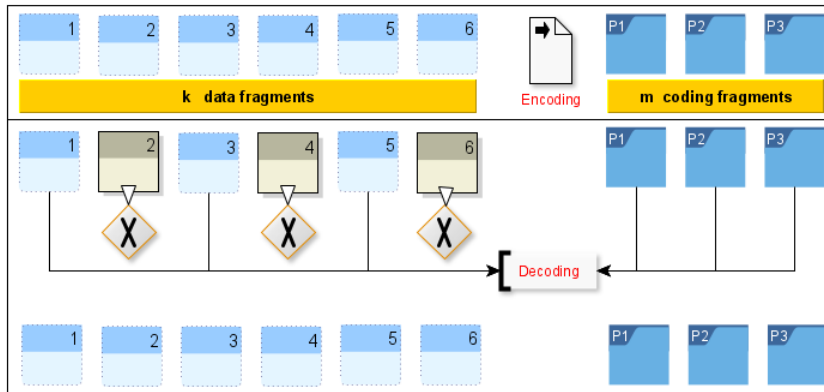 1 2 3 4 5 6 P1 P2 P3
k data fragments Encoding m coding fragments
1 2 3 4 5 6 P1 P2 P3
X X X
Decoding
1 2 3 4 5 6 P1 P2 P3